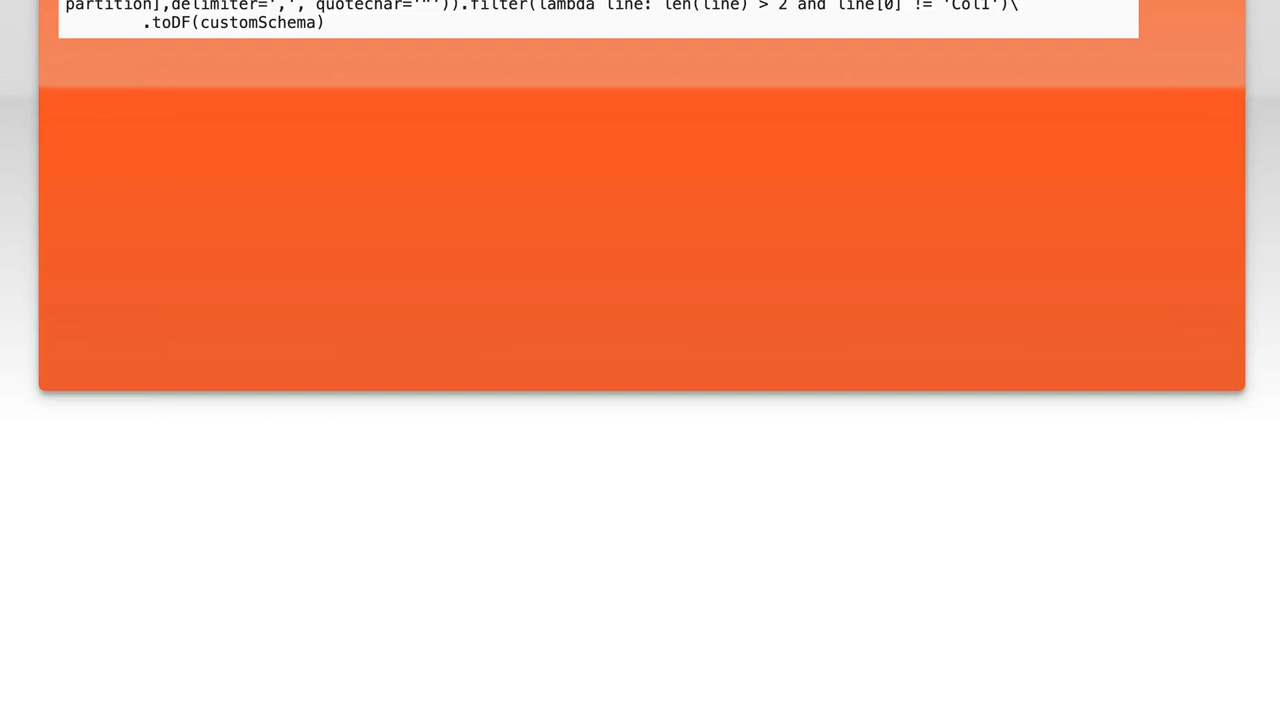 partition],delimiter=',', quotechar='"')).filter(lambda line: len(line) > 2 and line[0] != 'Col1')\
.toDF(customSchema)